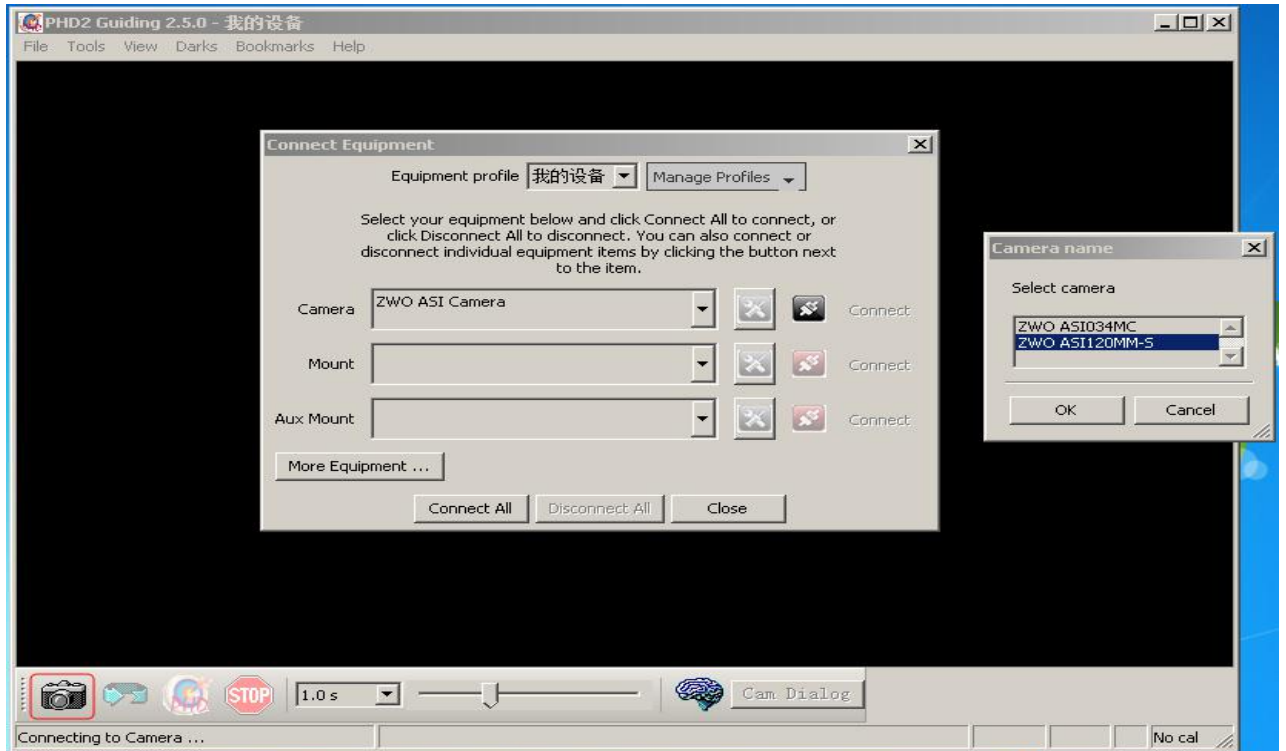 PHD2 Guiding 2.5.0 - 我的设备
File Tools View Darks Bookmarks Help
Connect Equipment
Equipment profile 我的设备 Manage Profiles
Select your equipment below and click Connect All to connect, or
click Disconnect All to disconnect. You can also connect or
disconnect individual equipment items by clicking the button next
to the item.
Camera ZWO ASI Camera Connect
Mount Connect
Aux Mount Connect
More Equipment ...
Connect All Disconnect All Close
Camera name
Select camera
ZWO ASI034MC
ZWO ASI120MM-S
OK Cancel
STOP 1.0 s Cam Dialog
Connecting to Camera ... No cal